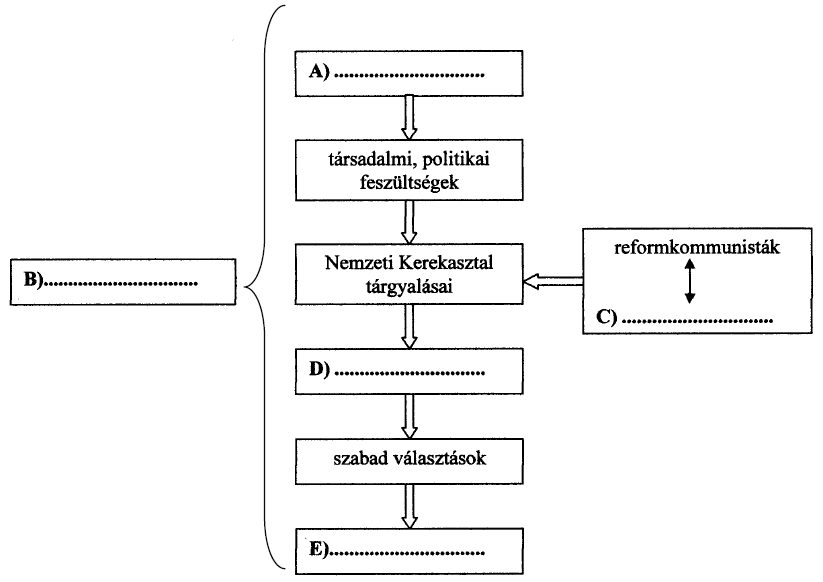 A) ..............................
társadalmi, politikai
feszültségek
Nemzeti Kerekasztal
tárgyalásai
reformkommunisták
C) ..............................
B)..............................
D) ..............................
szabad választások
E)..............................